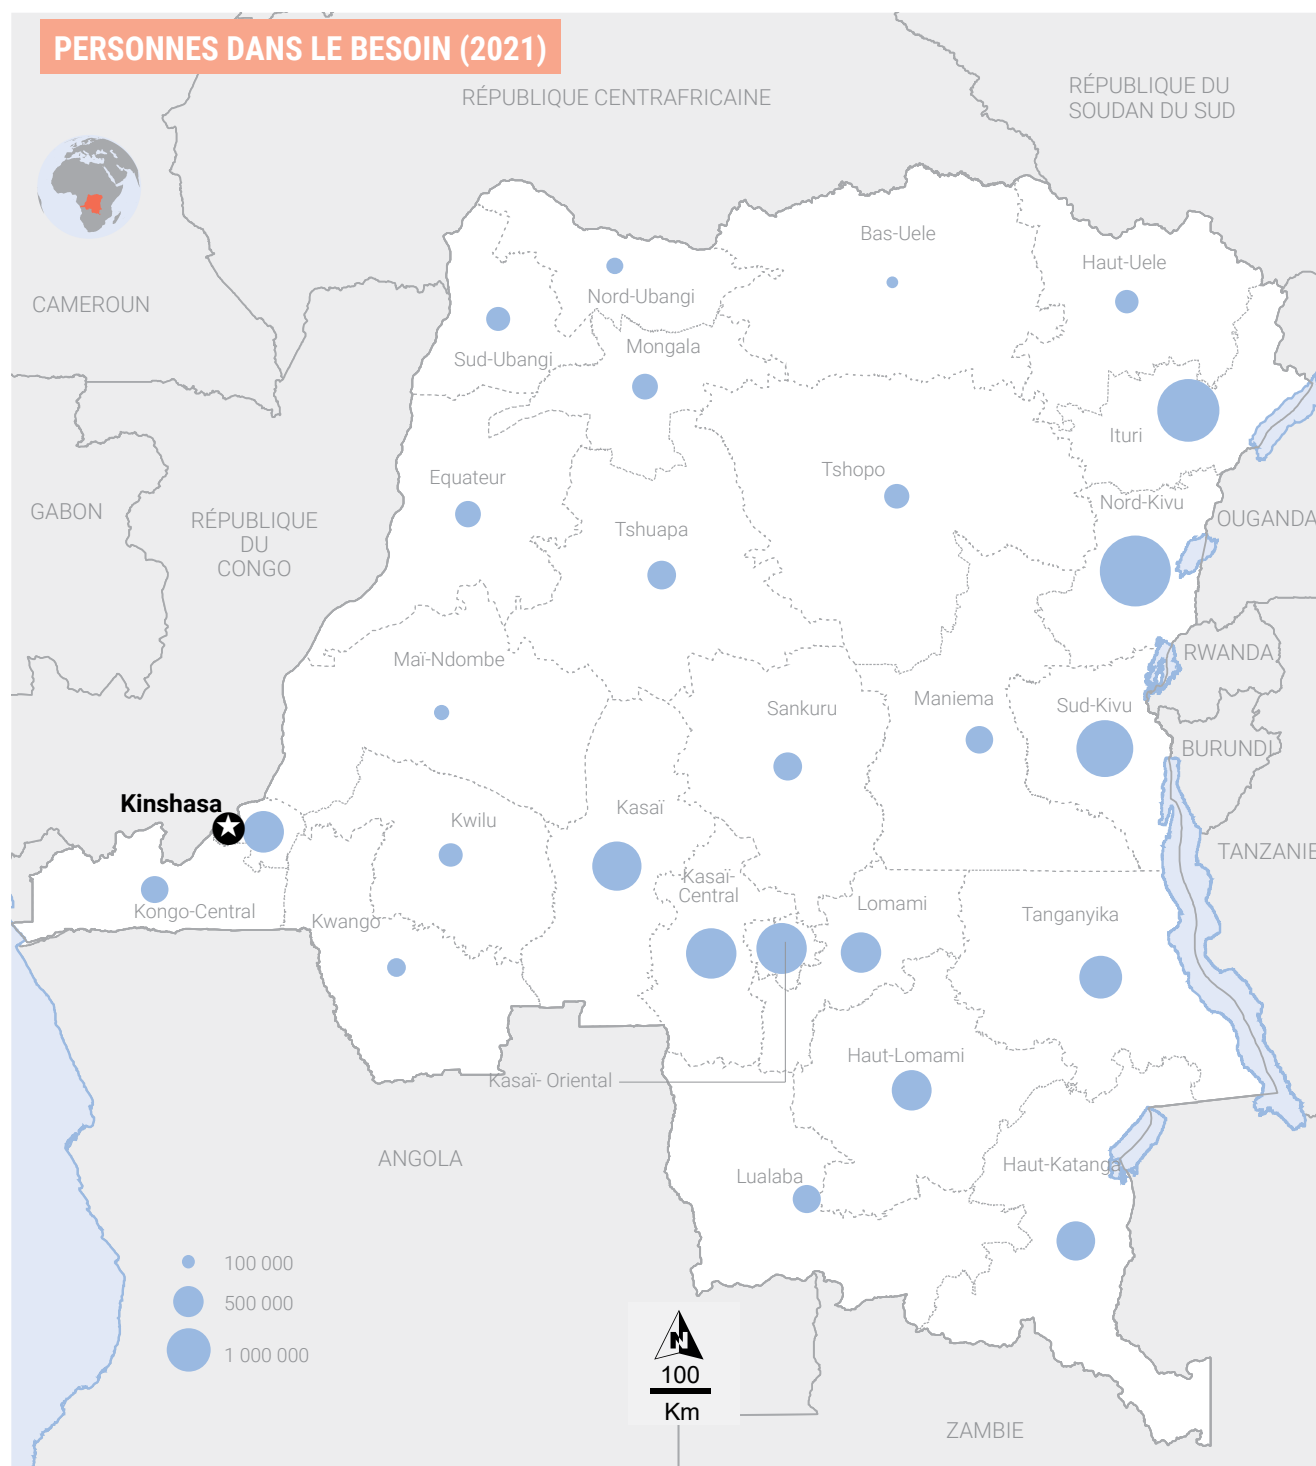 PERSONNES DANS LE BESOIN (2021)
RÉPUBLIQUE CENTRAFRICAINE
RÉPUBLIQUE DU
SOUDAN DU SUD
Bas-Uele
Haut-Uele
Nord-Ubangi
CAMEROUN
Mongala
Sud-Ubangi
Ituri
Tshopo
Equateur
Nord-Kivu
GABON
RÉPUBLIQUE
DU
CONGO
OUGANDA
Tshuapa
Maï-Ndombe
RWANDA
Maniema
Sud-Kivu
Sankuru
BURUNDI
Kinshasa
Kasaï
Kwilu
TANZANIE
Kasaï-
Central
Lomami
Kongo-Central
Kwango
Tanganyika
Haut-Lomami
Kasaï- Oriental
ANGOLA
Haut-Katanga
Lualaba
100 000
500 000
1 000 000
N
100
Km
ZAMBIE